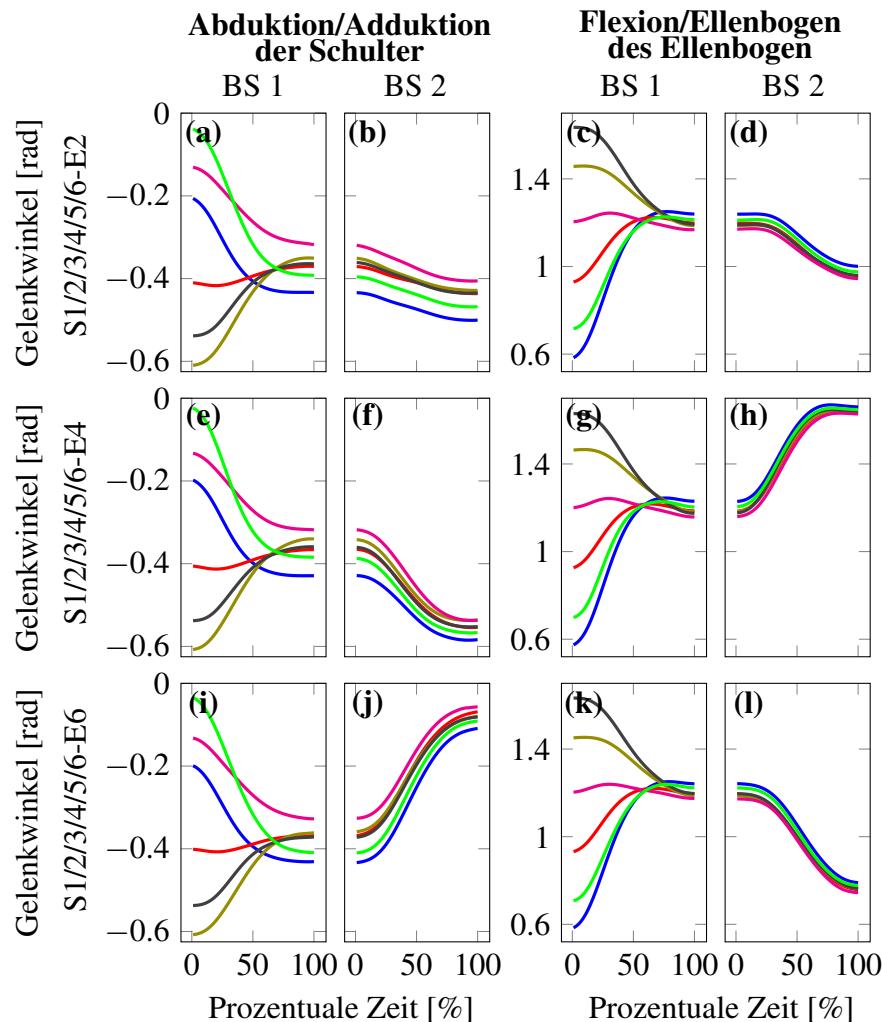 Abduktion/Adduktion Flexion/Ellenbogen
der Schulter des Ellenbogen
BS 1 BS 2 BS 1 BS 2
Gelenkwinkel [rad]
S1/2/3/4/5/6-E2
0
−0.2
−0.4
−0.6
(a) (b)
1.4
1
0.6
(c) (d)
Gelenkwinkel [rad]
S1/2/3/4/5/6-E4
0
−0.2
−0.4
−0.6
(e) (f)
1.4
1
0.6
(g) (h)
Gelenkwinkel [rad]
S1/2/3/4/5/6-E6
0
−0.2
−0.4
−0.6
(i) (j)
1.4
1
0.6
(k) (l)
0 50 100 0 50 100 0 50 100 0 50 100
Prozentuale Zeit [%] Prozentuale Zeit [%]